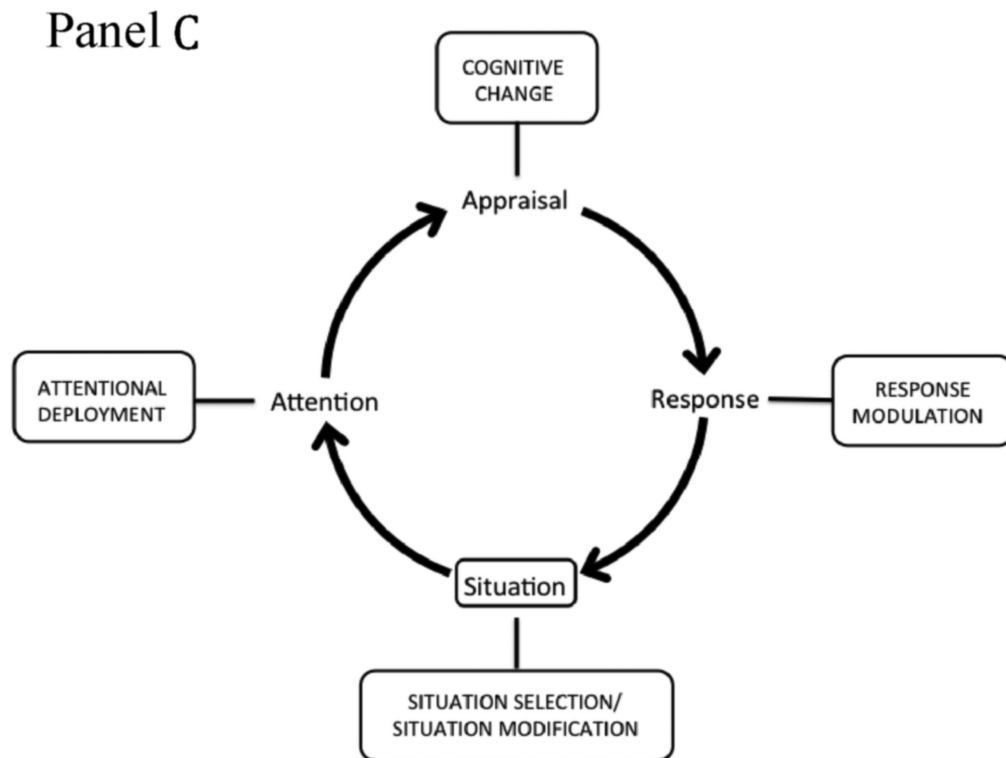 Panel C
COGNITIVE
CHANGE
Appraisal
ATTENTIONAL
DEPLOYMENT
Attention
Response
RESPONSE
MODULATION
Situation
SITUATION SELECTION/
SITUATION MODIFICATION